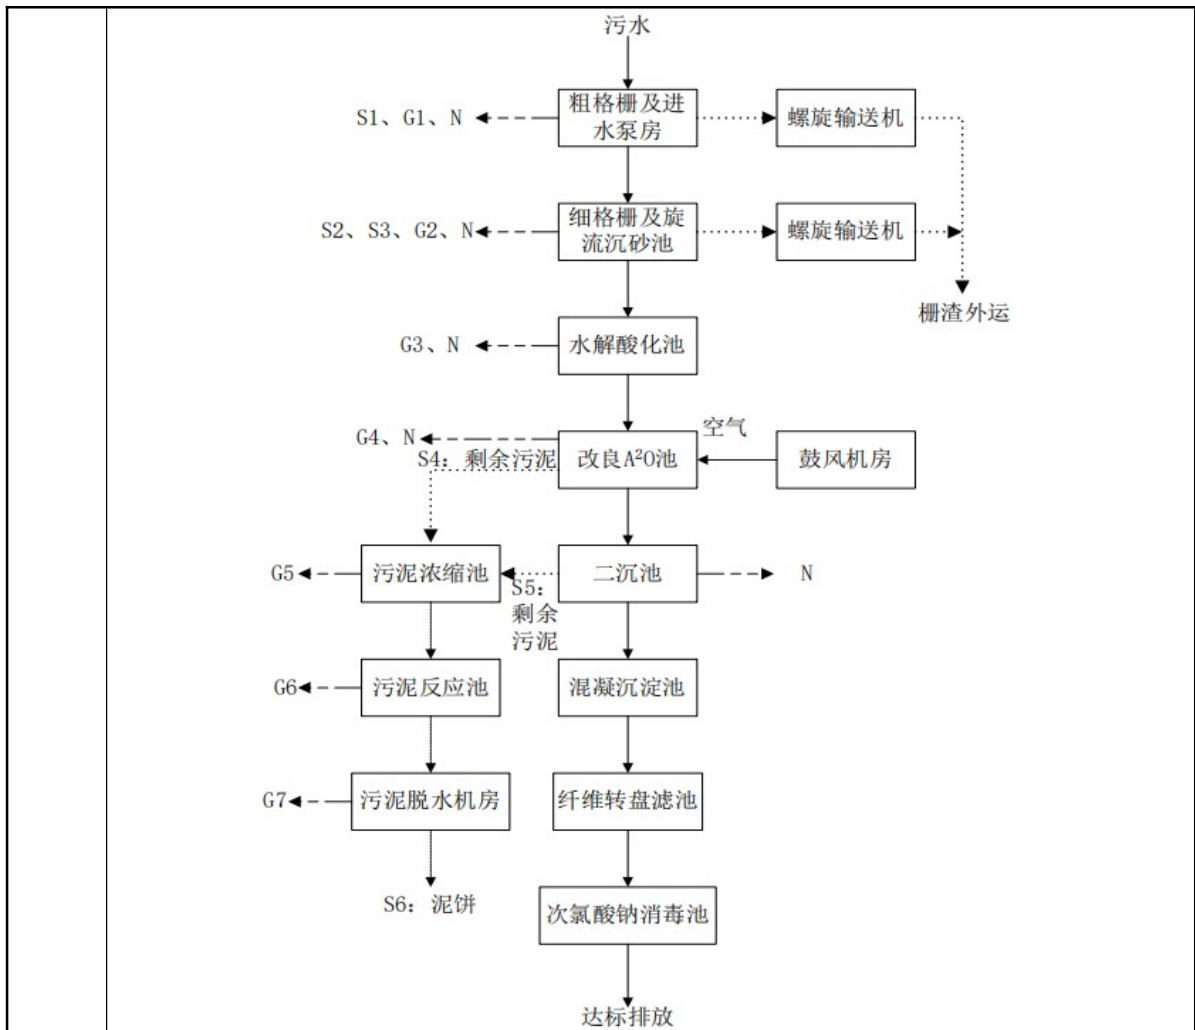 污水
S1、G1、N
粗格栅及进
水泵房
螺旋输送机
S2、S3、G2、N
细格栅及旋
流沉砂池
螺旋输送机
栅渣外运
G3、N
水解酸化池
G4、N
空气
S4：剩余污泥
改良A²O池
鼓风机房
G5
污泥浓缩池
二沉池
N
S5：
剩余
污泥
G6
污泥反应池
混凝沉淀池
G7
污泥脱水机房
纤维转盘滤池
S6：泥饼
次氯酸钠消毒池
达标排放